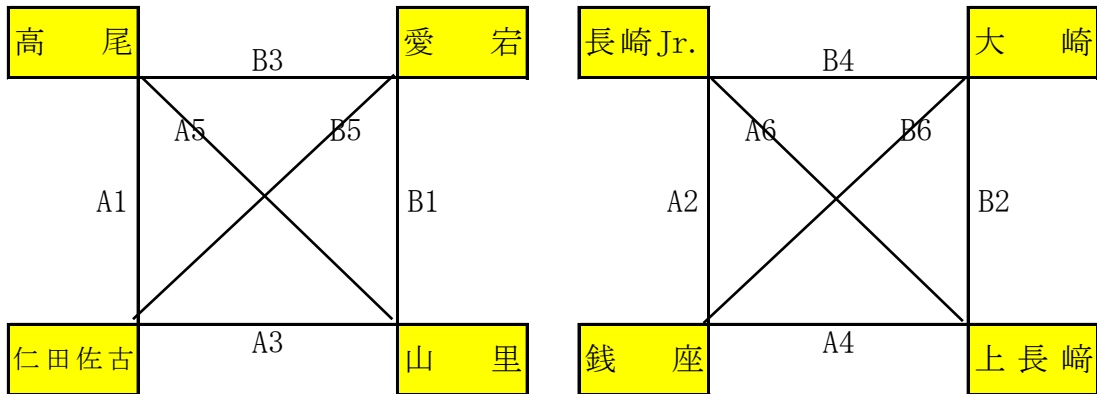 高尾 愛宕 長崎Jr. 大崎
B3 B4
A5 B5 A6 B6
A1 B1 A2 B2
A3 A4
仁田佐古 山里 銭座 上長﨑